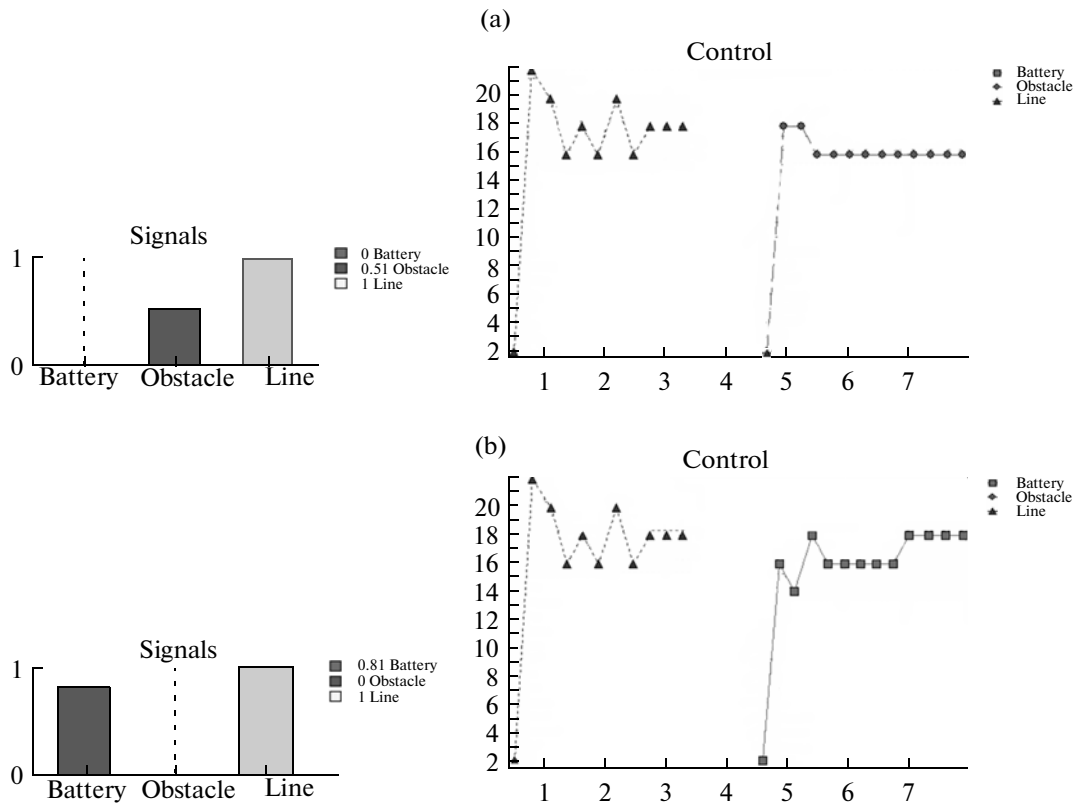 (a)
Control
Battery
Obstacle
Line
20
18
16
14
12
10
8
6
4
2
1 2 3 4 5 6 7
Signals
1
0
0 Battery
0.51 Obstacle
1 Line
Battery Obstacle Line
(b)
Control
Battery
Obstacle
Line
20
18
16
14
12
10
8
6
4
2
1 2 3 4 5 6 7
Signals
1
0
0.81 Battery
0 Obstacle
1 Line
Battery Obstacle Line